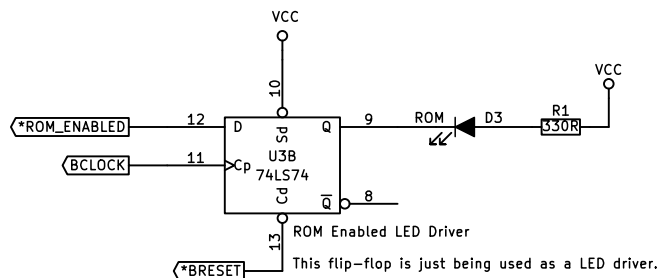 VCC
10
VCC
R1
330R
*ROM_ENABLED
12
D
Sd
Q
9
ROM
D3
U3B
74LS74
BCLOCK
11
Cp
Cd
Q
8
13
ROM Enabled LED Driver
*BRESET
This flip-flop is just being used as a LED driver.